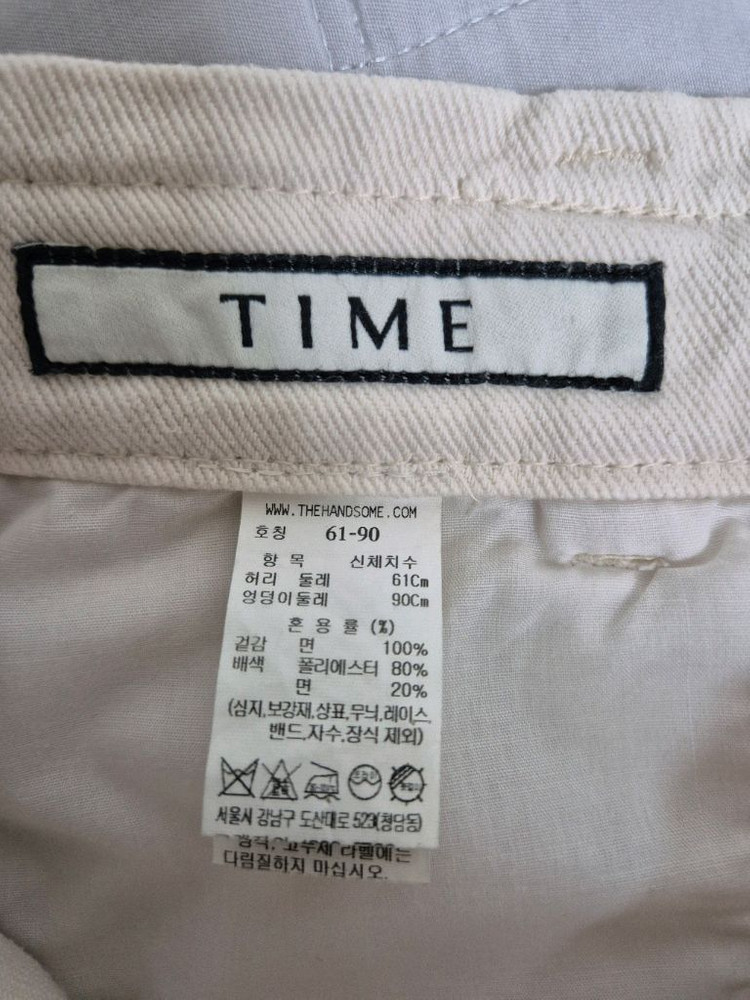 TIME
WWW.THEHANDSOME.COM
호칭 61-90
항 목 신체치수
허리 둘레 61Cm
엉덩이둘레 90Cm
혼 용 률 (%)
겉감 면 100%
배색 폴리에스터 80%
면 20%
(심지,보강재,상표,무늬,레이스,
밴드,자수,장식 제외)
서울시 강남구 도산대로 523(청담동)
라벨에는
다림질하지 마십시오.